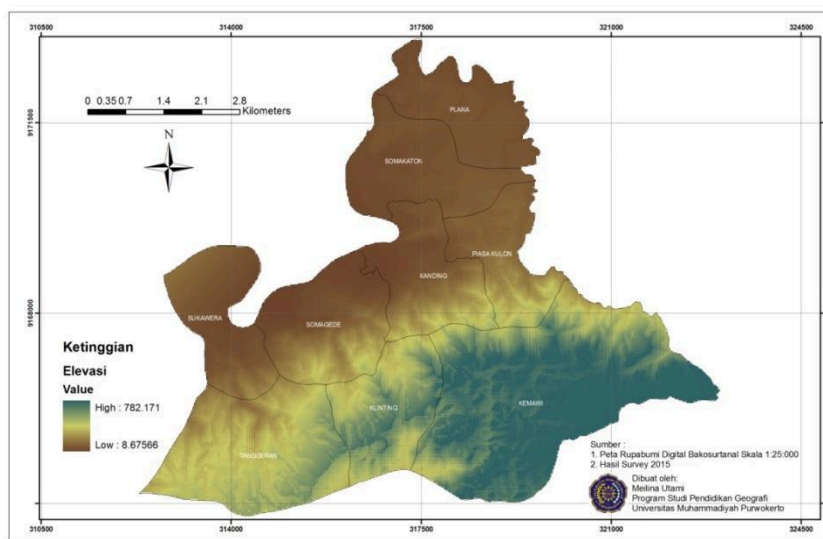 310500 314000 317500 321000 324500
0 0.35 0.7 1.4 2.1 2.8
Kilometers
N
9171500
9168000
PLANA
SOMAKATON
PIASA KULON
KANDING
SUKAWERA
SOMAGEDE
KLINTING
KEMAWI
TANGGERAN
Ketinggian
Elevasi
Value
High : 782.171
Low : 8.67566
Sumber :
1. Peta Rupabumi Digital Bakosurtanal Skala 1:25:000
2. Hasil Survey 2015
Dibuat oleh:
Meilina Utami
Program Studi Pendidikan Geografi
Universitas Muhammadiyah Purwokerto
310500 314000 317500 321000 324500